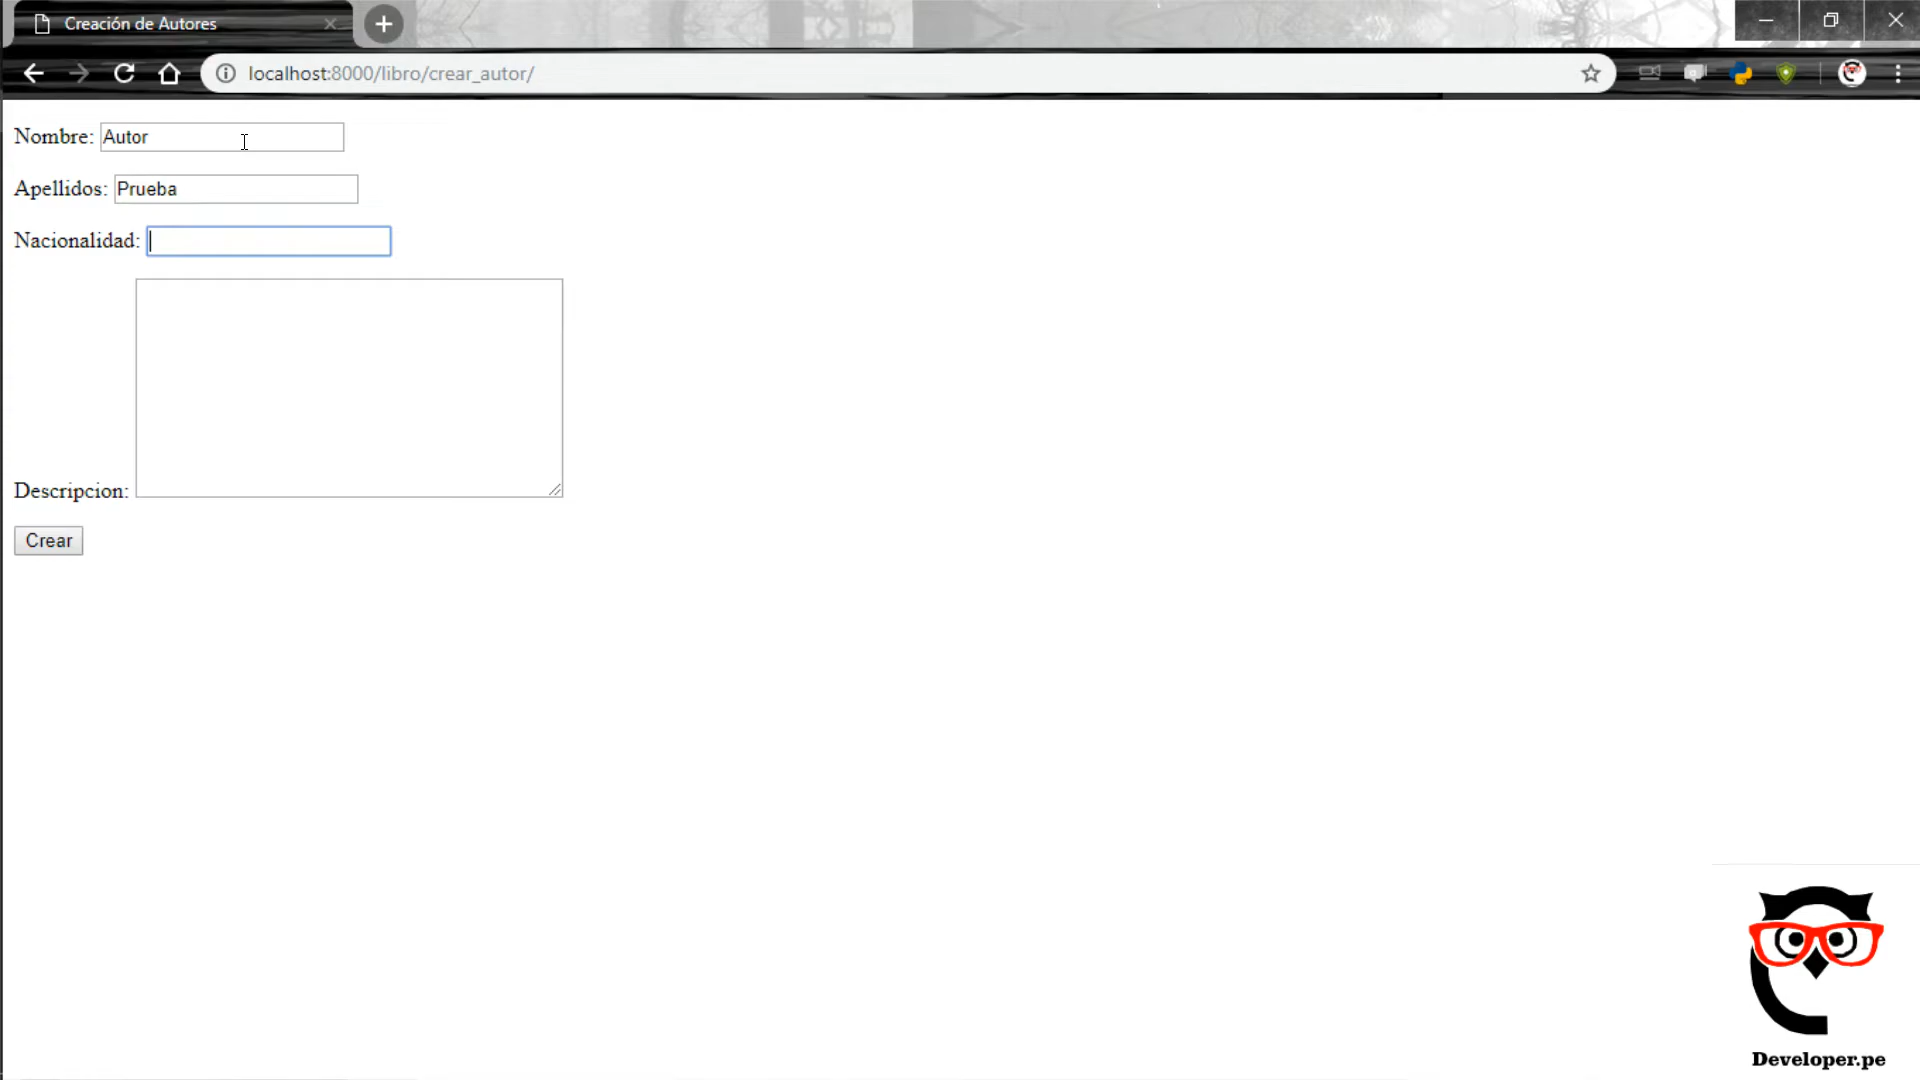 Creación de Autores
localhost:8000/libro/crear_autor/
Nombre: Autor
Apellidos: Prueba
Nacionalidad:
Descripcion:
Crear
Developer.pe